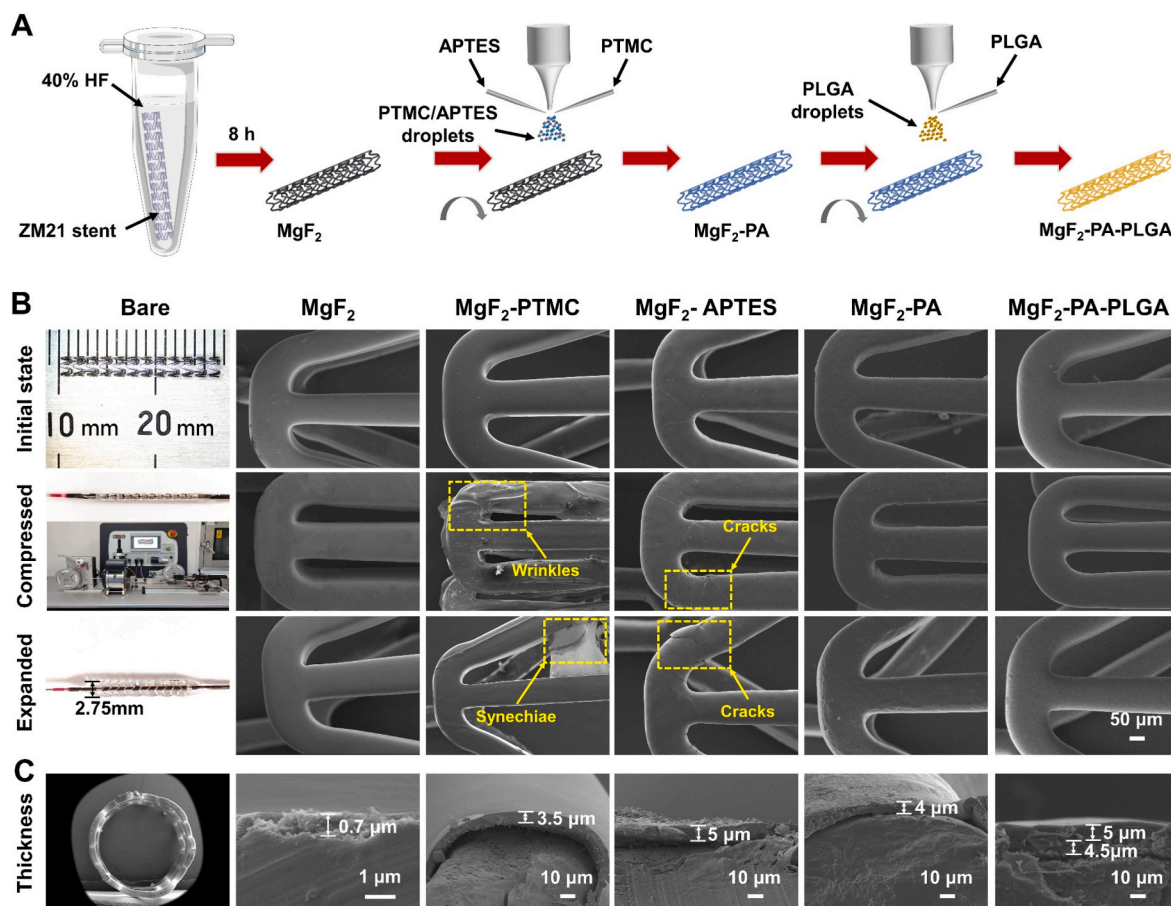 A
40% HF
ZM21 stent
8 h
MgF₂
APTES
PTMC
PTMC/APTES
droplets
MgF₂-PA
PLGA
PLGA
droplets
MgF₂-PA-PLGA
B
Bare
MgF₂
MgF₂-PTMC
MgF₂- APTES
MgF₂-PA
MgF₂-PA-PLGA
Initial state
10 mm 20 mm
Compressed
Wrinkles
Cracks
Expanded
2.75mm
Synechiae
Cracks
50 μm
C
Thickness
0.7 μm
1 μm
3.5 μm
10 μm
5 μm
10 μm
4 μm
10 μm
5 μm
4.5μm
10 μm